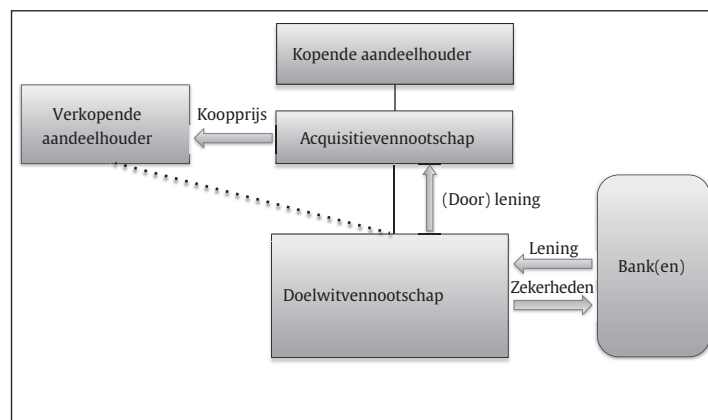 Kopende aandeelhouder
Verkopende
aandeelhouder
Koopprijs
Acquisitievennootschap
(Door) lening
Lening
Zekerheden
Bank(en)
Doelwitvennootschap